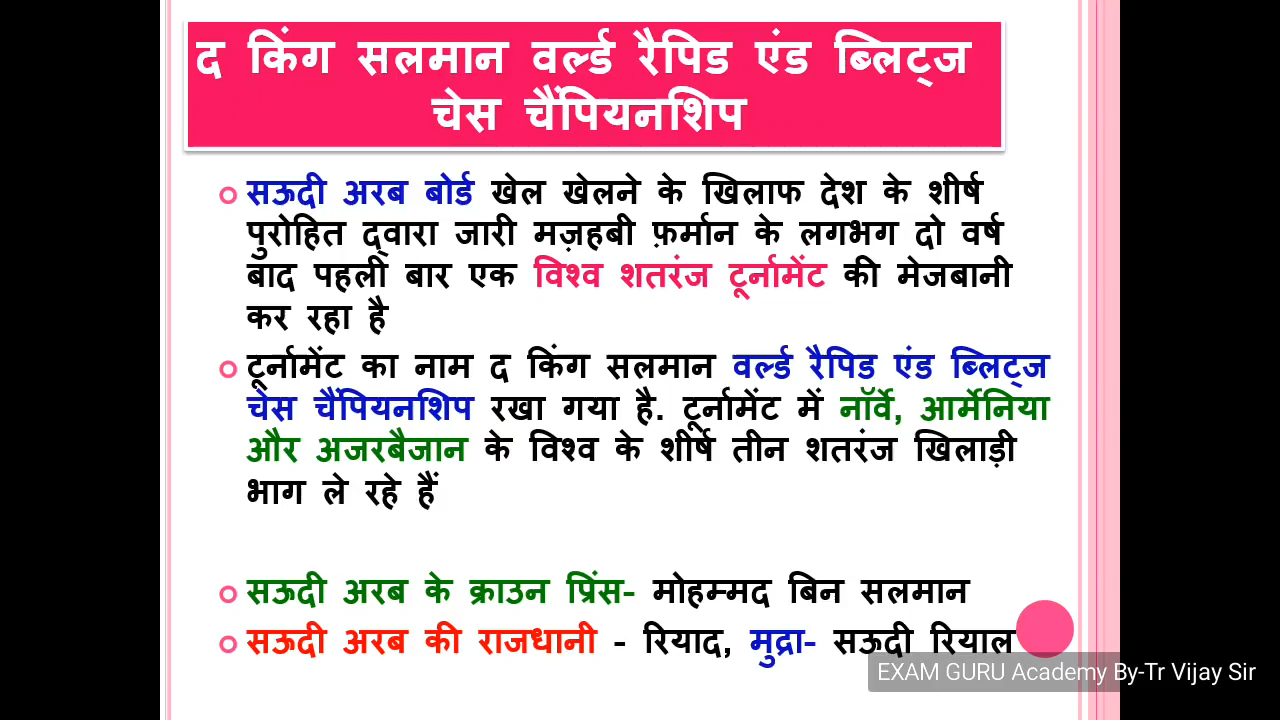 द किंग सलमान वर्ल्ड रैपिड एंड ब्लिट्ज
चेस चैंपियनशिप
सऊदी अरब बोर्ड खेल खेलने के खिलाफ देश के शीर्ष
पुरोहित द्वारा जारी मज़हबी फ़र्मान के लगभग दो वर्ष
बाद पहली बार एक विश्व शतरंज टूर्नामेंट की मेजबानी
कर रहा है
टूर्नामेंट का नाम द किंग सलमान वर्ल्ड रैपिड एंड ब्लिट्ज
चेस चैंपियनशिप रखा गया है. टूर्नामेंट में नॉर्वे, आर्मेनिया
और अजरबैजान के विश्व के शीर्ष तीन शतरंज खिलाड़ी
भाग ले रहे हैं
सऊदी अरब के क्राउन प्रिंस- मोहम्मद बिन सलमान
सऊदी अरब की राजधानी - रियाद, मुद्रा- सऊदी रियाल
EXAM GURU Academy By-Tr Vijay Sir